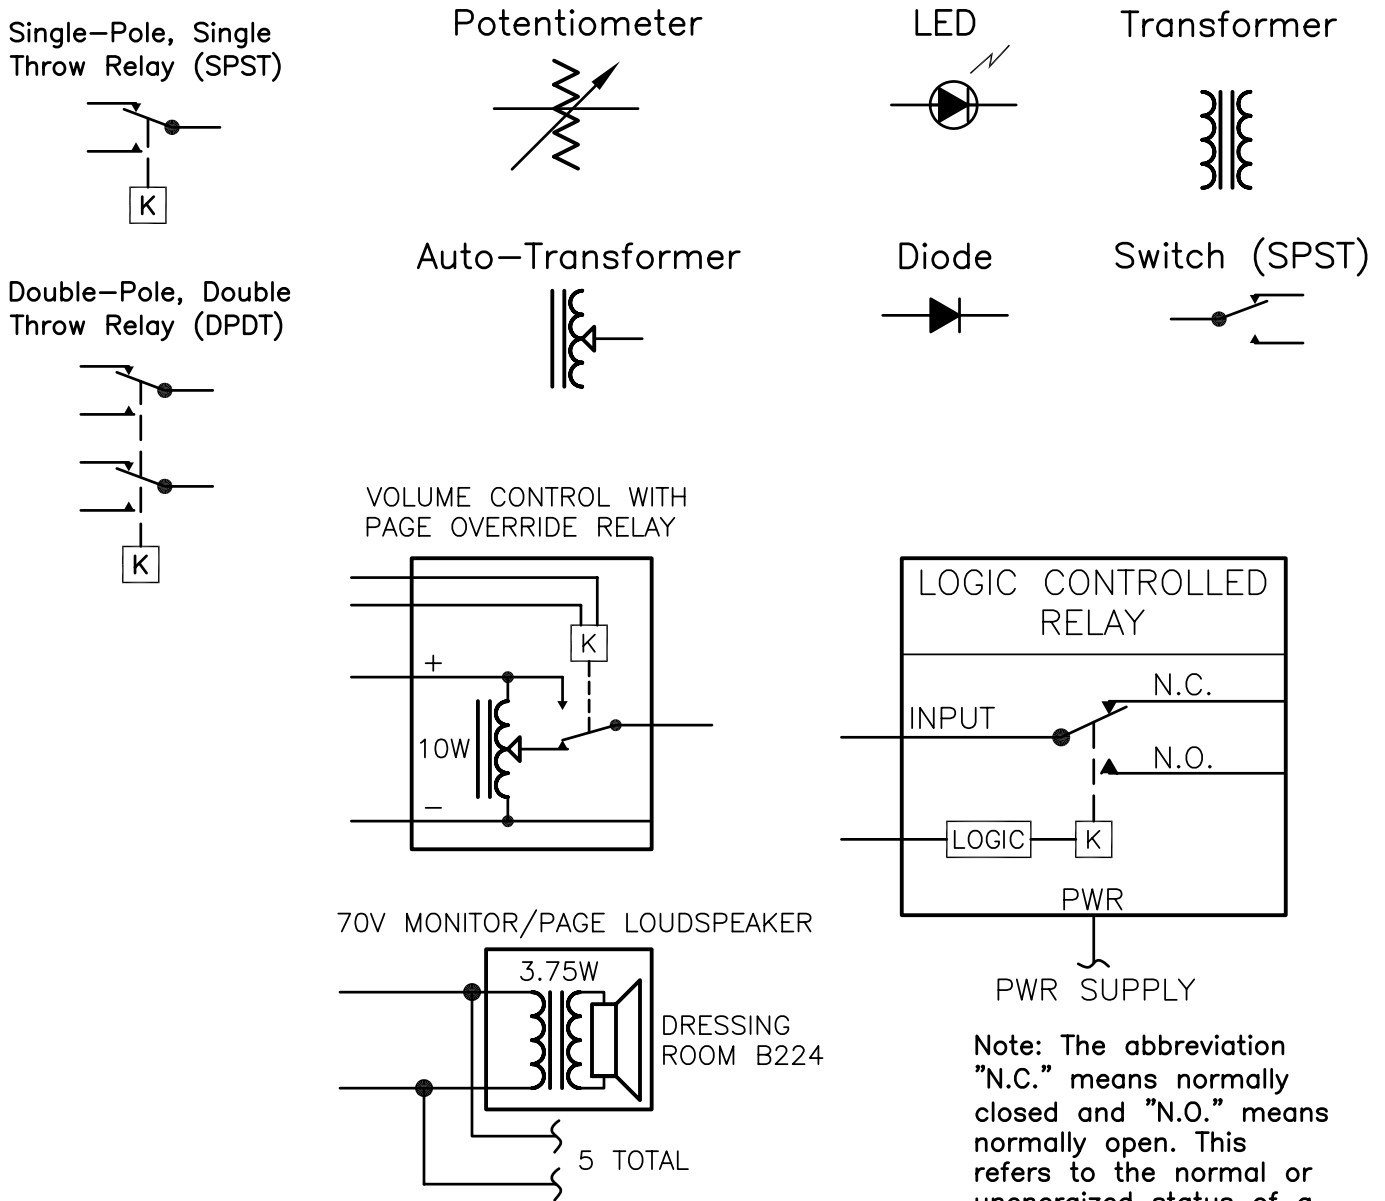 Single-Pole, Single
Throw Relay (SPST)
K
Potentiometer
LED
Transformer
Double-Pole, Double
Throw Relay (DPDT)
K
Auto-Transformer
Diode
Switch (SPST)
VOLUME CONTROL WITH
PAGE OVERRIDE RELAY
K
+
10W
-
LOGIC CONTROLLED
RELAY
N.C.
INPUT
N.O.
LOGIC
K
PWR
PWR SUPPLY
70V MONITOR/PAGE LOUDSPEAKER
3.75W
DRESSING
ROOM B224
5 TOTAL
Note: The abbreviation
"N.C." means normally
closed and "N.O." means
normally open. This
refers to the normal or
unenergized status of a